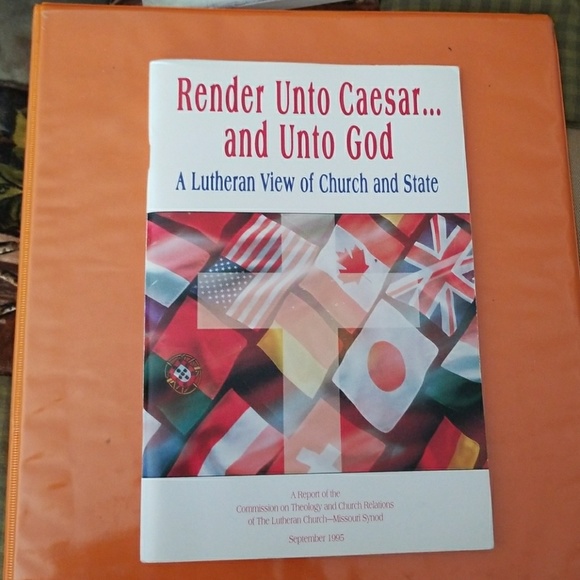 Render Unto Caesar...
and Unto God
A Lutheran View of Church and State
A Report of the
Commission on Theology and Church Relations
of The Lutheran Church—Missouri Synod
September 1995